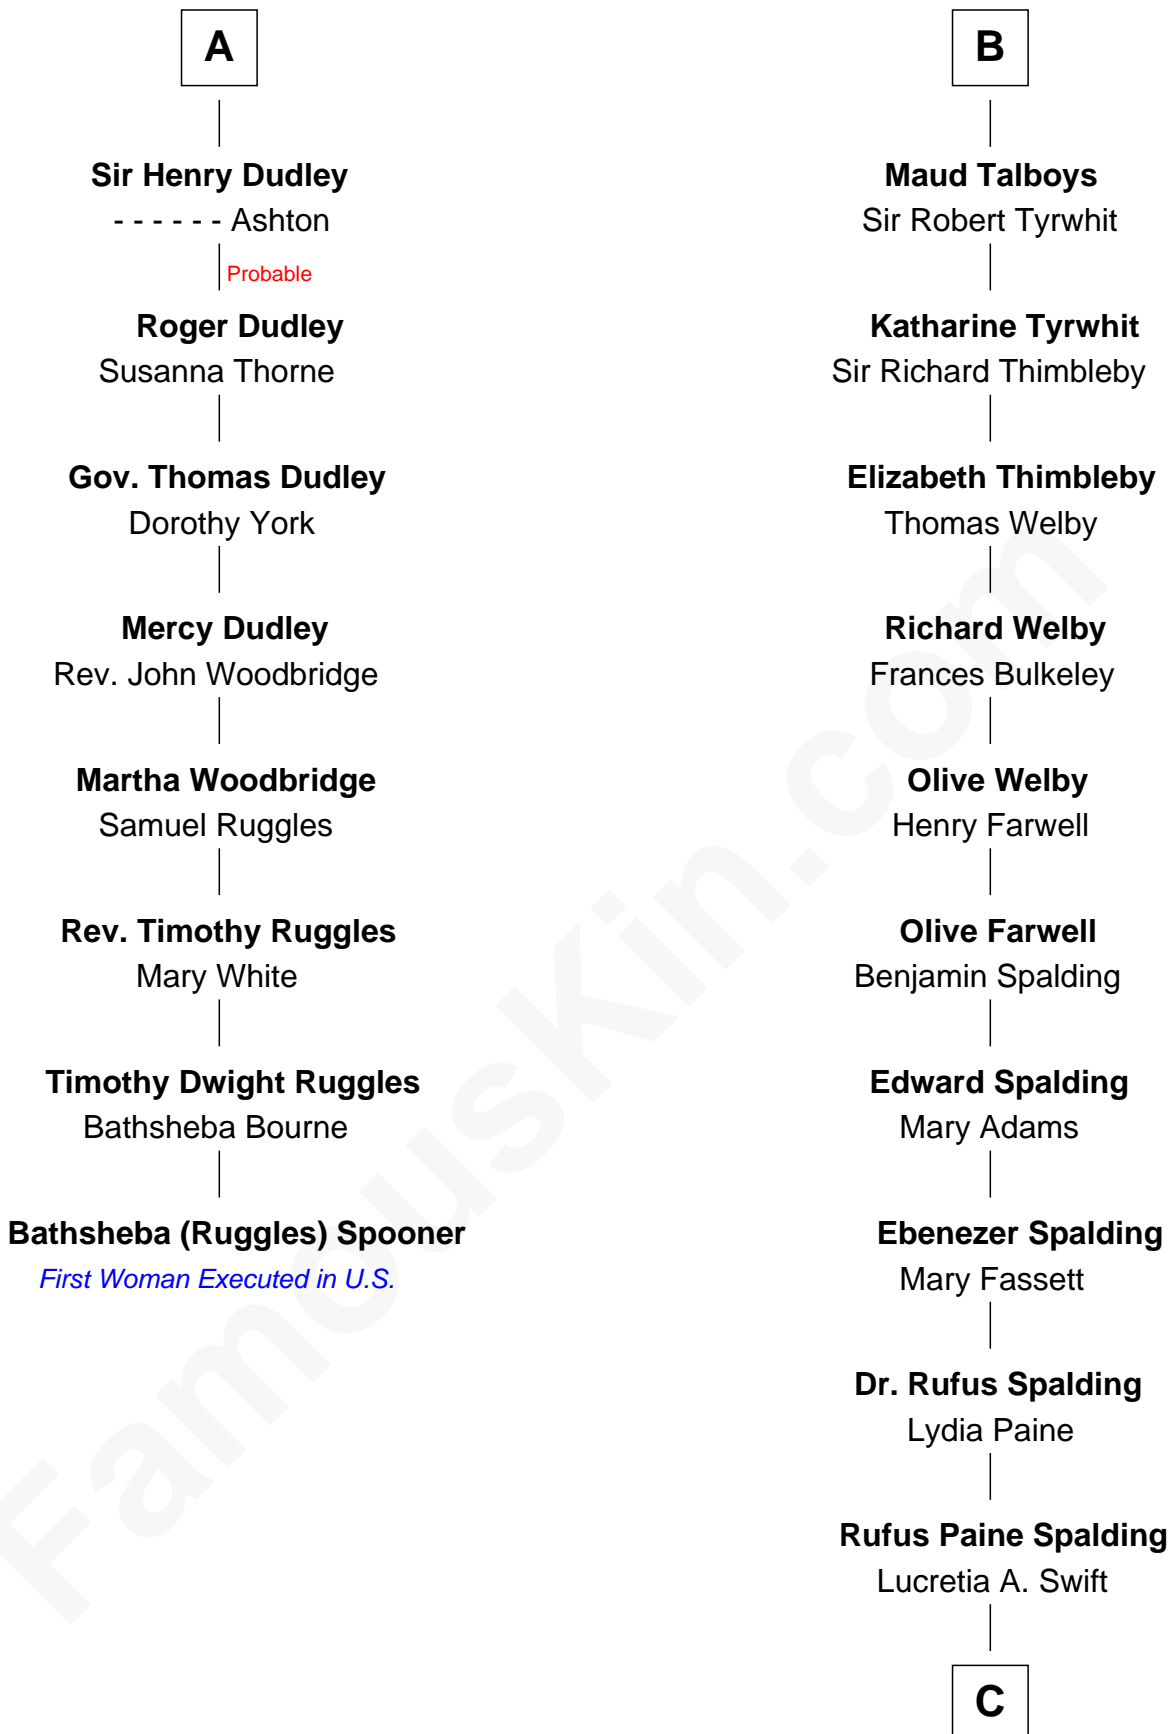 A
Sir Henry Dudley
- - - - - - Ashton
Probable
Roger Dudley
Susanna Thorne
Gov. Thomas Dudley
Dorothy York
Mercy Dudley
Rev. John Woodbridge
Martha Woodbridge
Samuel Ruggles
Rev. Timothy Ruggles
Mary White
Timothy Dwight Ruggles
Bathsheba Bourne
Bathsheba (Ruggles) Spooner
First Woman Executed in U.S.
B
Maud Talboys
Sir Robert Tyrwhit
Katharine Tyrwhit
Sir Richard Thimbleby
Elizabeth Thimbleby
Thomas Welby
Richard Welby
Frances Bulkeley
Olive Welby
Henry Farwell
Olive Farwell
Benjamin Spalding
Edward Spalding
Mary Adams
Ebenezer Spalding
Mary Fassett
Dr. Rufus Spalding
Lydia Paine
Rufus Paine Spalding
Lucretia A. Swift
C
FamousKin.com